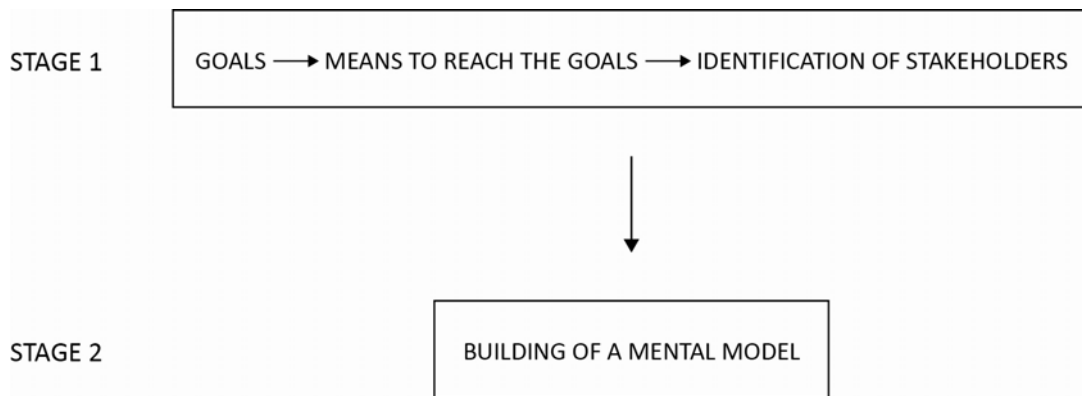 STAGE 1 GOALS → MEANS TO REACH THE GOALS → IDENTIFICATION OF STAKEHOLDERS
STAGE 2 BUILDING OF A MENTAL MODEL